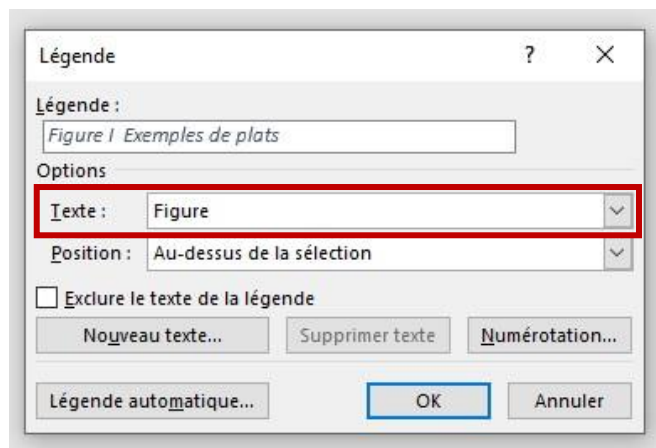 Légende ?
Légende :
Figure I Exemples de plats
Options
Texte : Figure
Position : Au-dessus de la sélection
Exclure le texte de la légende
Nouveau texte... Supprimer texte Numérotation...
Légende automatique... OK Annuler